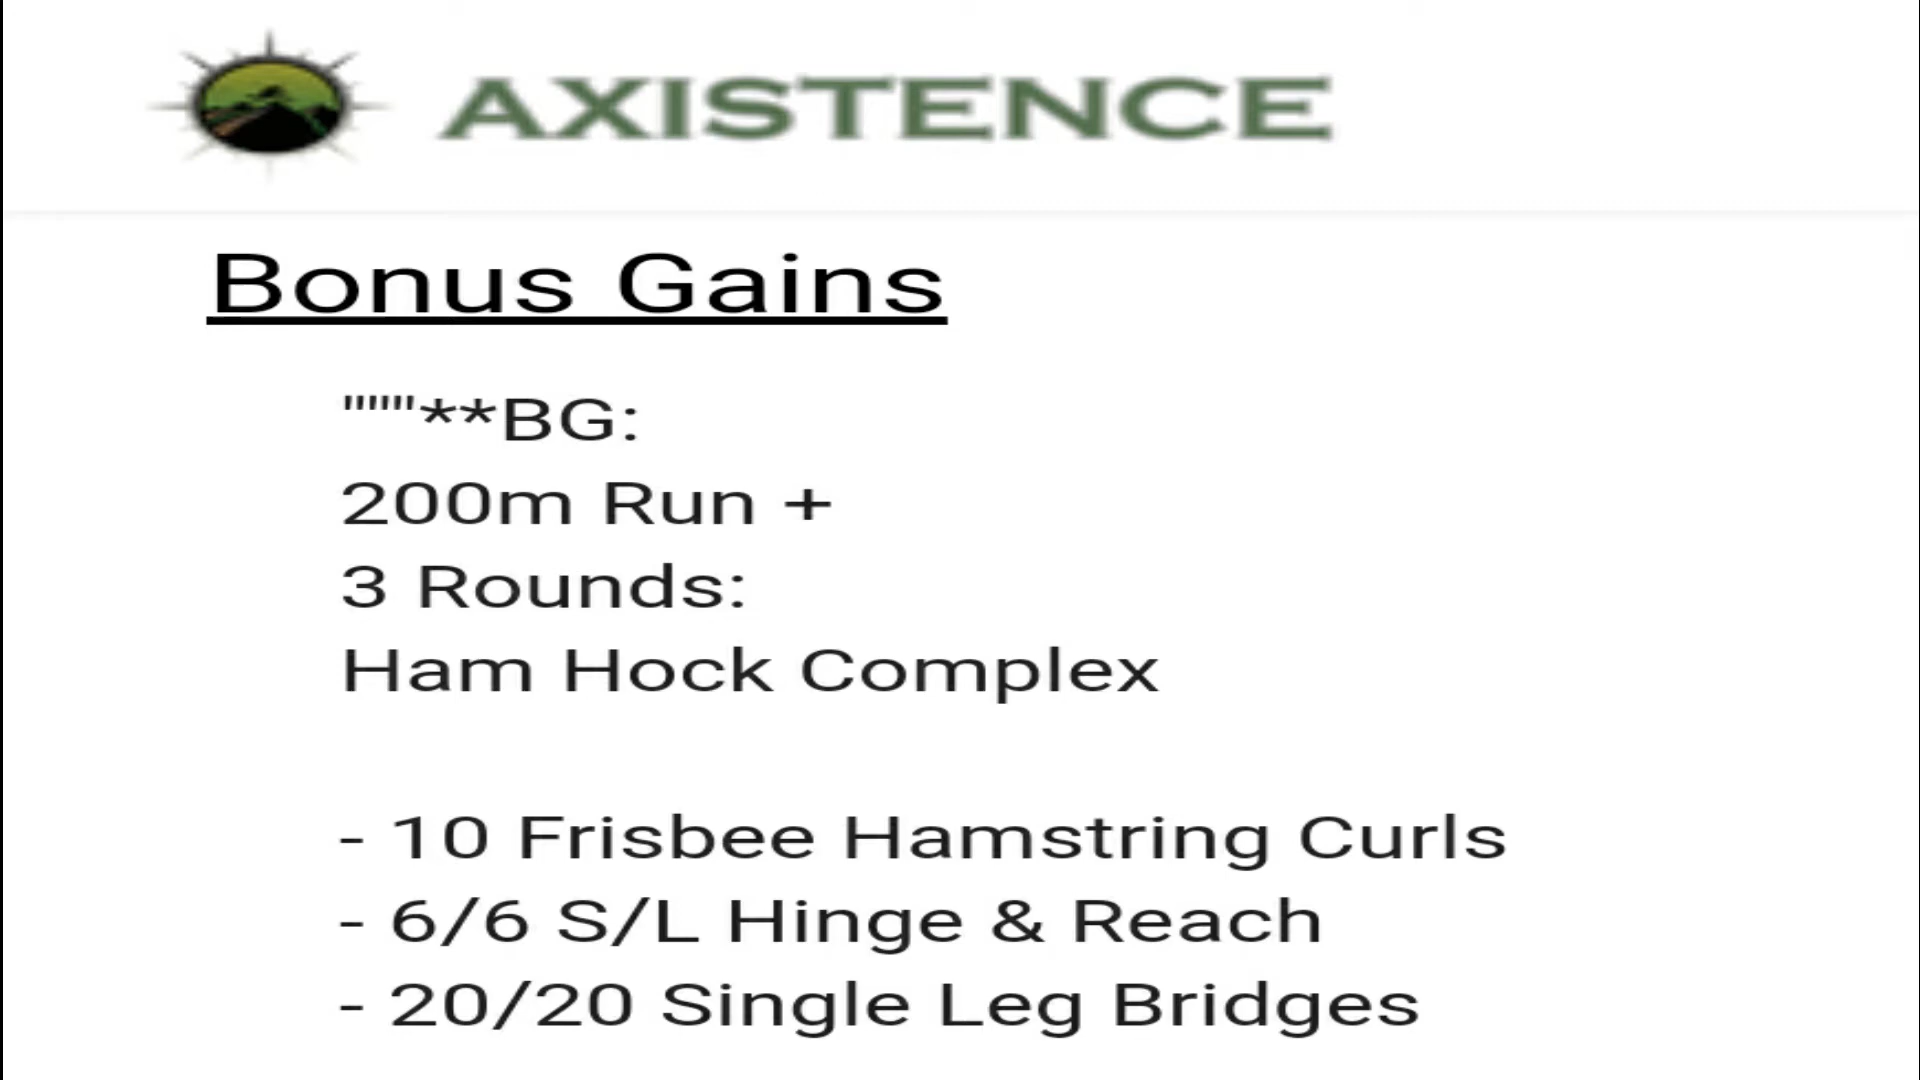 AXISTENCE
Bonus Gains
""""**BG:
200m Run +
3 Rounds:
Ham Hock Complex
- 10 Frisbee Hamstring Curls
- 6/6 S/L Hinge & Reach
- 20/20 Single Leg Bridges